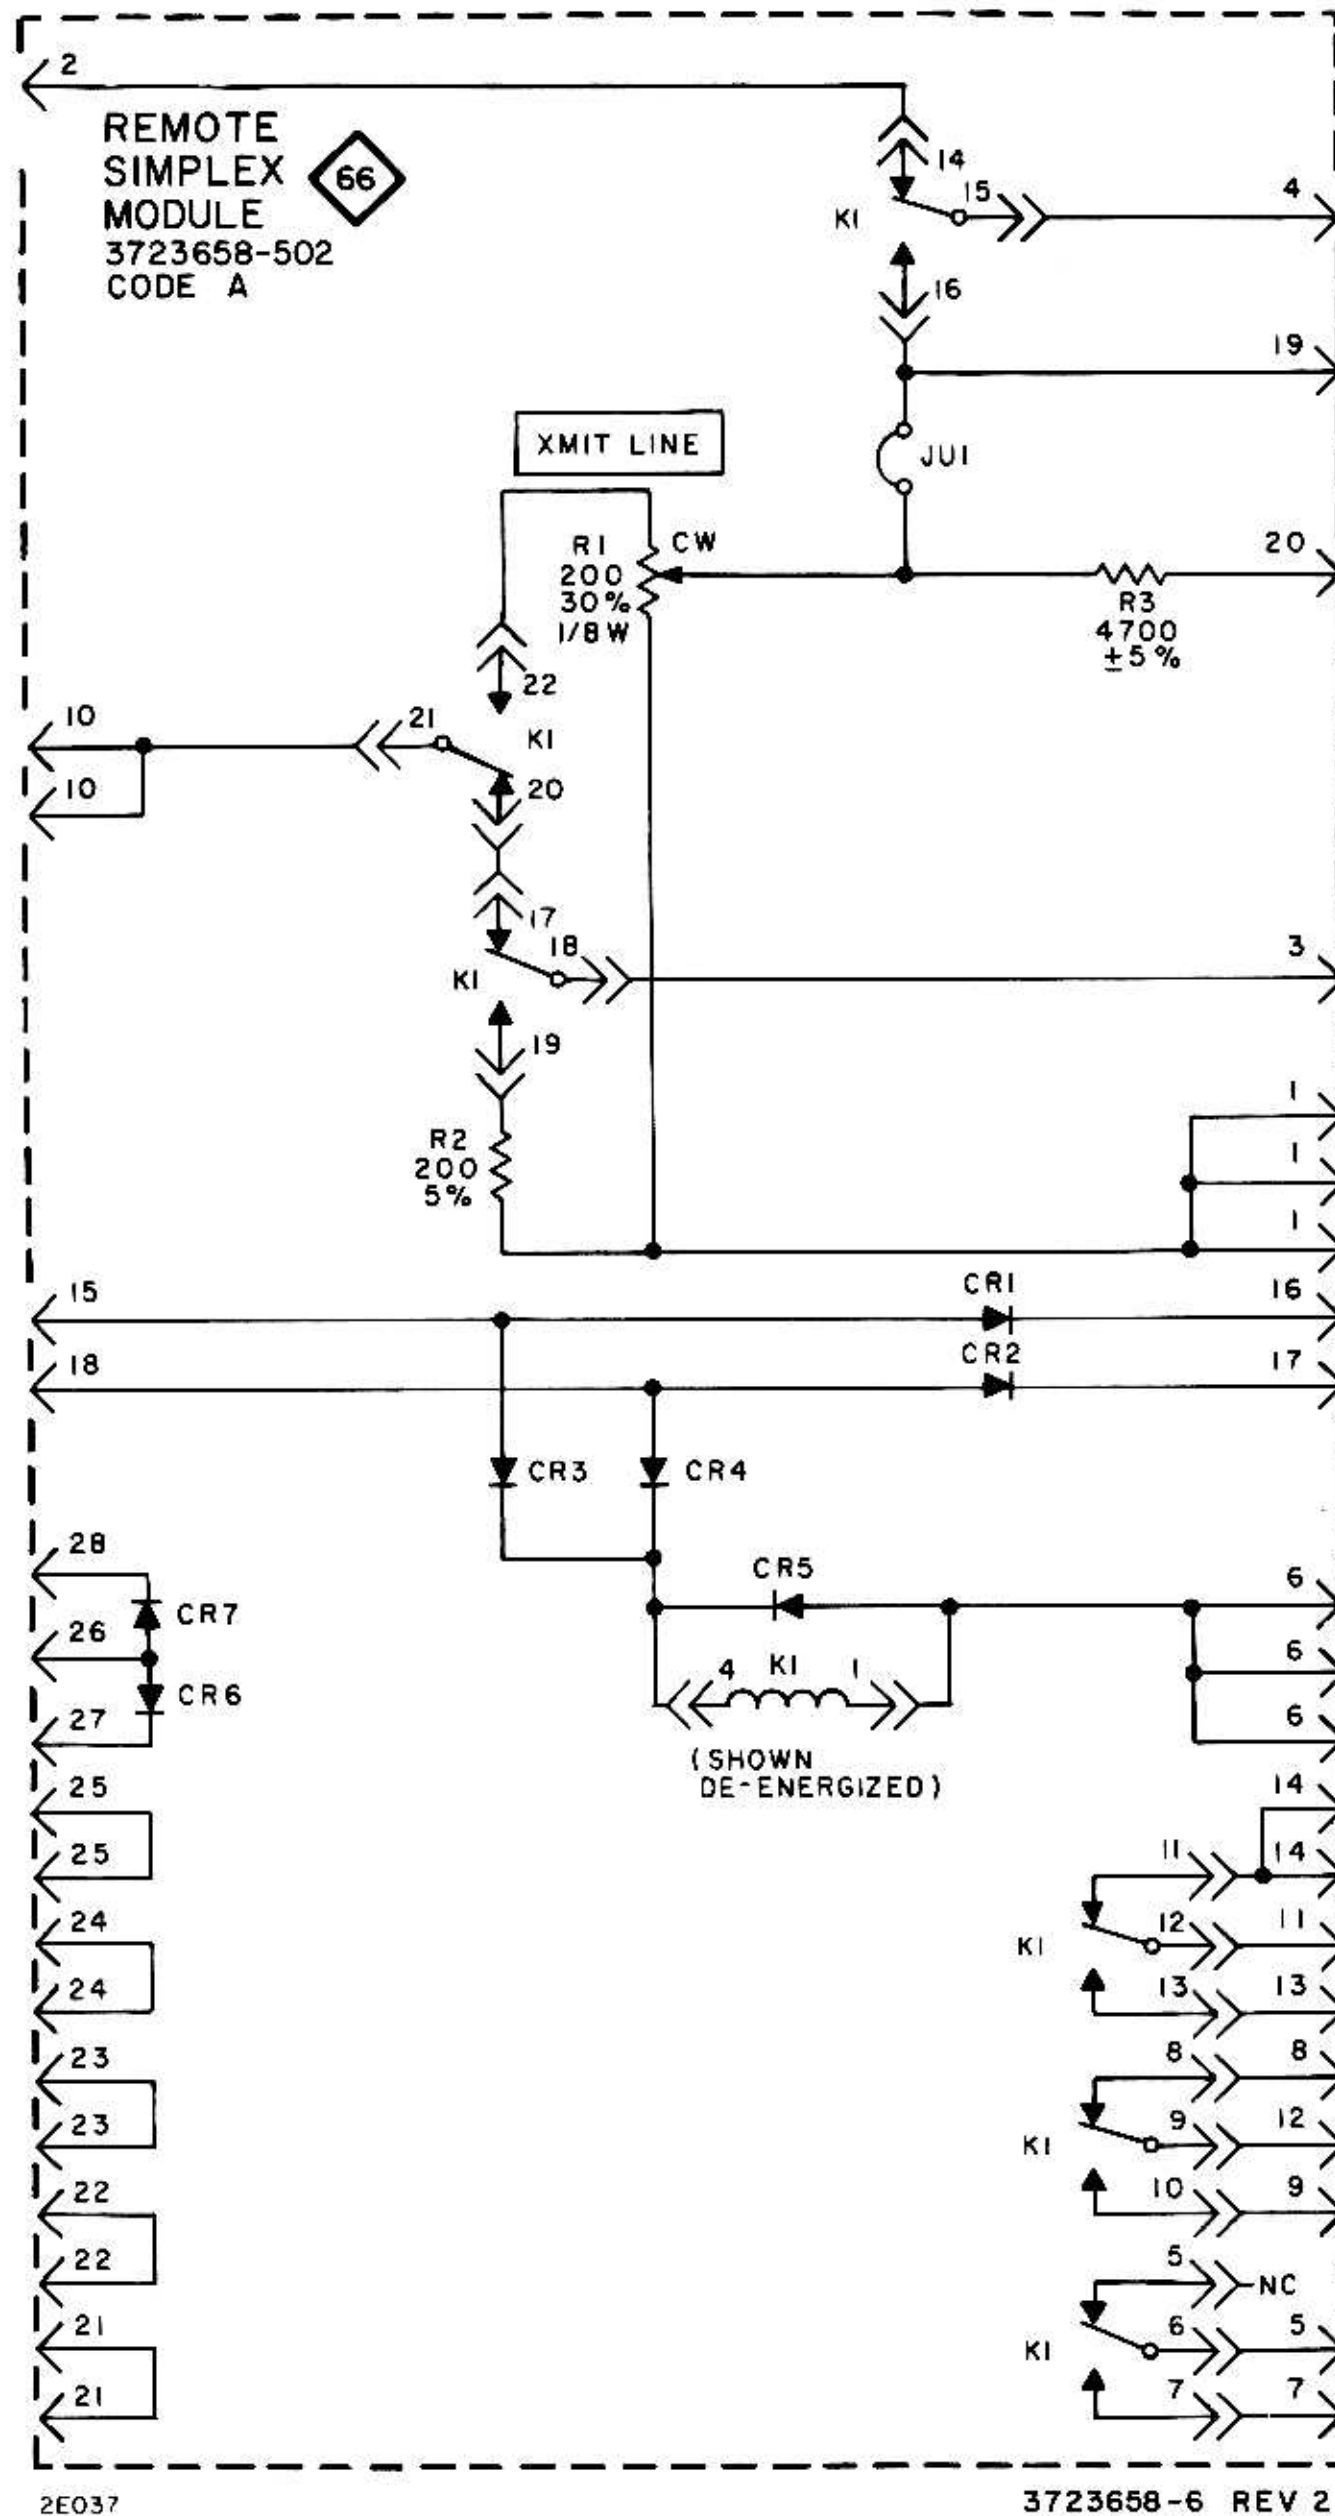 2
REMOTE
SIMPLEX
MODULE
3723658-502
CODE A
66
14
15
4
K1
16
19
XMIT LINE
JU1
R1
200
30%
1/8W
CW
20
R3
4700
±5%
22
10
21
K1
10
20
17
18
3
K1
19
R2
200
5%
1
1
1
15
CR1
16
18
CR2
17
CR3
CR4
28
CR7
CR5
6
26
4
K1
1
6
CR6
27
6
(SHOWN
DE-ENERGIZED)
25
14
25
11
14
24
12
11
K1
24
13
13
23
8
8
23
9
12
K1
22
10
9
22
5
NC
21
6
5
K1
21
7
7
2E037
3723658-6 REV 2